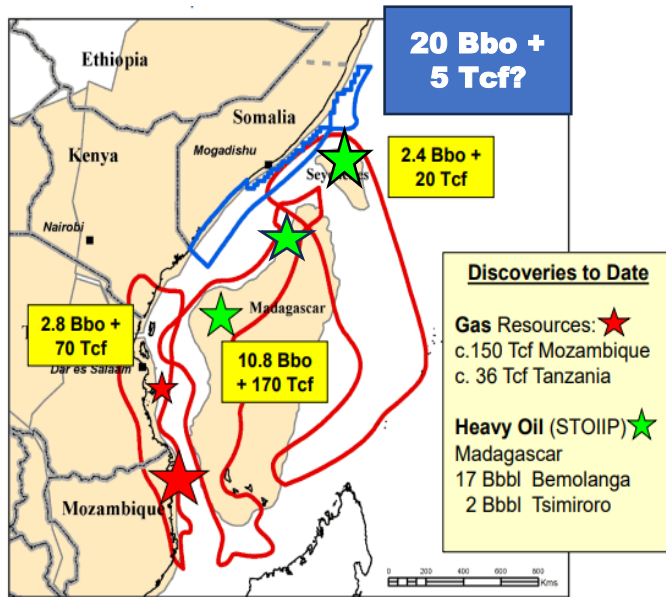 20 Bbo +
5 Tcf?
Ethiopia
Somalia
Kenya
Mogadishu
2.4 Bbo +
20 Tcf
Nairobi
2.8 Bbo +
70 Tcf
Dar es Salaam
Madagascar
10.8 Bbo
+ 170 Tcf
Mozambique
Discoveries to Date
Gas Resources:
c.150 Tcf Mozambique
c. 36 Tcf Tanzania
Heavy Oil (STOIIP)
Madagascar
17 Bbbl Bemolanga
2 Bbbl Tsimiroro
0 200 400 600 800
Kms